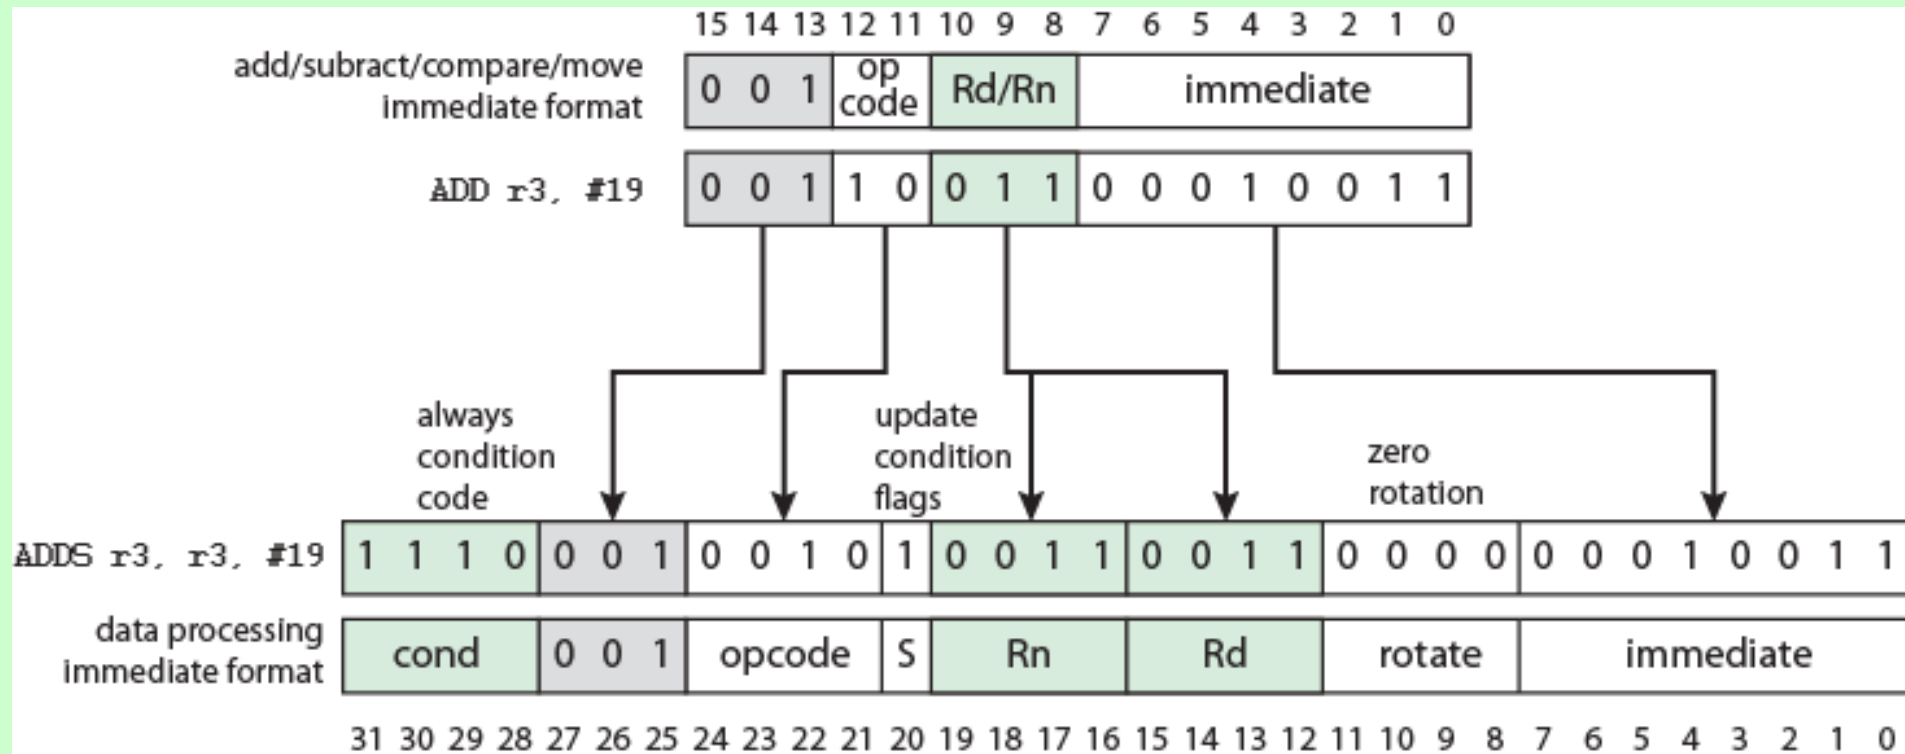 15 14 13 12 11 10 9 8 7 6 5 4 3 2 1 0
add/subract/compare/move
immediate format
0 0 1 op code Rd/Rn immediate
ADD r3, #19 0 0 1 1 0 0 1 1 0 0 0 1 0 0 1 1
always
condition
code
update
condition
flags
zero
rotation
ADDS r3, r3, #19 1 1 1 0 0 0 1 0 0 1 0 1 0 0 1 1 0 0 1 1 0 0 0 0 0 0 0 1 0 0 1 1
data processing
immediate format
cond 0 0 1 opcode S Rn Rd rotate immediate
31 30 29 28 27 26 25 24 23 22 21 20 19 18 17 16 15 14 13 12 11 10 9 8 7 6 5 4 3 2 1 0